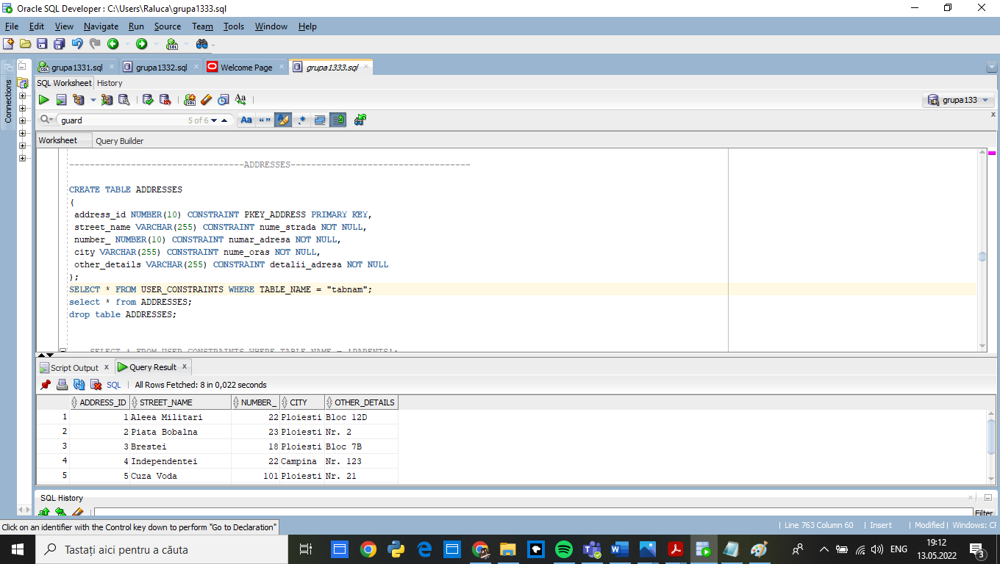 Oracle SQL Developer : C:\Users\Raluca\grupa1333.sql
File Edit View Navigate Run Source Team Tools Window Help
grupa1331.sql grupa1332.sql Welcome Page grupa1333.sql
Connections
SQL Worksheet History
grupa133
guard 5 of 6 Aa
Worksheet Query Builder
----------------------------------ADDRESSES-----------------------------------
CREATE TABLE ADDRESSES
(
address_id NUMBER(10) CONSTRAINT PKEY_ADDRESS PRIMARY KEY,
street_name VARCHAR(255) CONSTRAINT nume_strada NOT NULL,
number_ NUMBER(10) CONSTRAINT numar_adresa NOT NULL,
city VARCHAR(255) CONSTRAINT nume_oras NOT NULL,
other_details VARCHAR(255) CONSTRAINT detalii_adresa NOT NULL
);
SELECT * FROM USER_CONSTRAINTS WHERE TABLE_NAME = "tabnam";
select * from ADDRESSES;
drop table ADDRESSES;
SELECT * FROM USER_CONSTRAINTS WHERE TABLE_NAME = 'PARENTS';
Script Output x Query Result x
SQL | All Rows Fetched: 8 in 0,022 seconds
ADDRESS_ID STREET_NAME NUMBER_ CITY OTHER_DETAILS
1 1 Aleea Militari 22 Ploiesti Bloc 12D
2 2 Piata Bobalna 23 Ploiesti Nr. 2
3 3 Brestei 18 Ploiesti Bloc 7B
4 4 Independentei 22 Campina Nr. 123
5 5 Cuza Voda 101 Ploiesti Nr. 21
SQL History
Filter
Click on an identifier with the Control key down to perform "Go to Declaration"
| Line 763 Column 60 | Insert | Modified | Windows: CF
Tastați aici pentru a căuta
ENG
19:12
13.05.2022
3